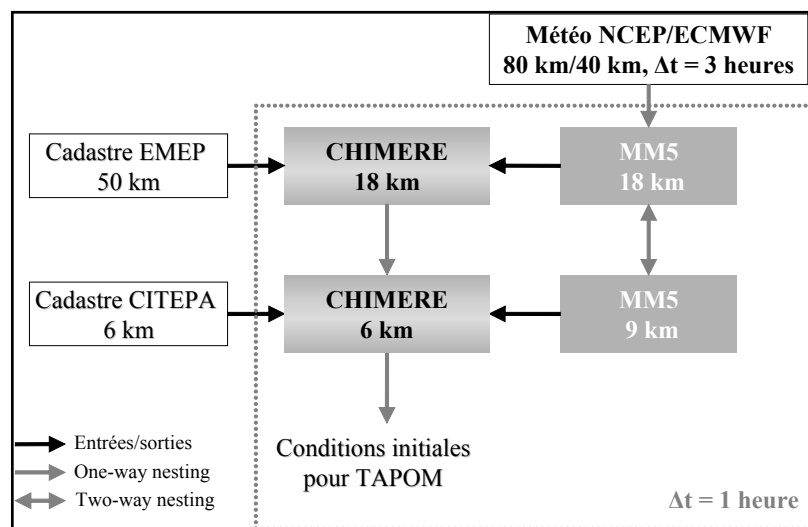 Météo NCEP/ECMWF
80 km/40 km, Δt = 3 heures
Cadastre EMEP
50 km
CHIMERE
18 km
MM5
18 km
Cadastre CITEPA
6 km
CHIMERE
6 km
MM5
9 km
Entrées/sorties
One-way nesting
Two-way nesting
Conditions initiales
pour TAPOM
Δt = 1 heure